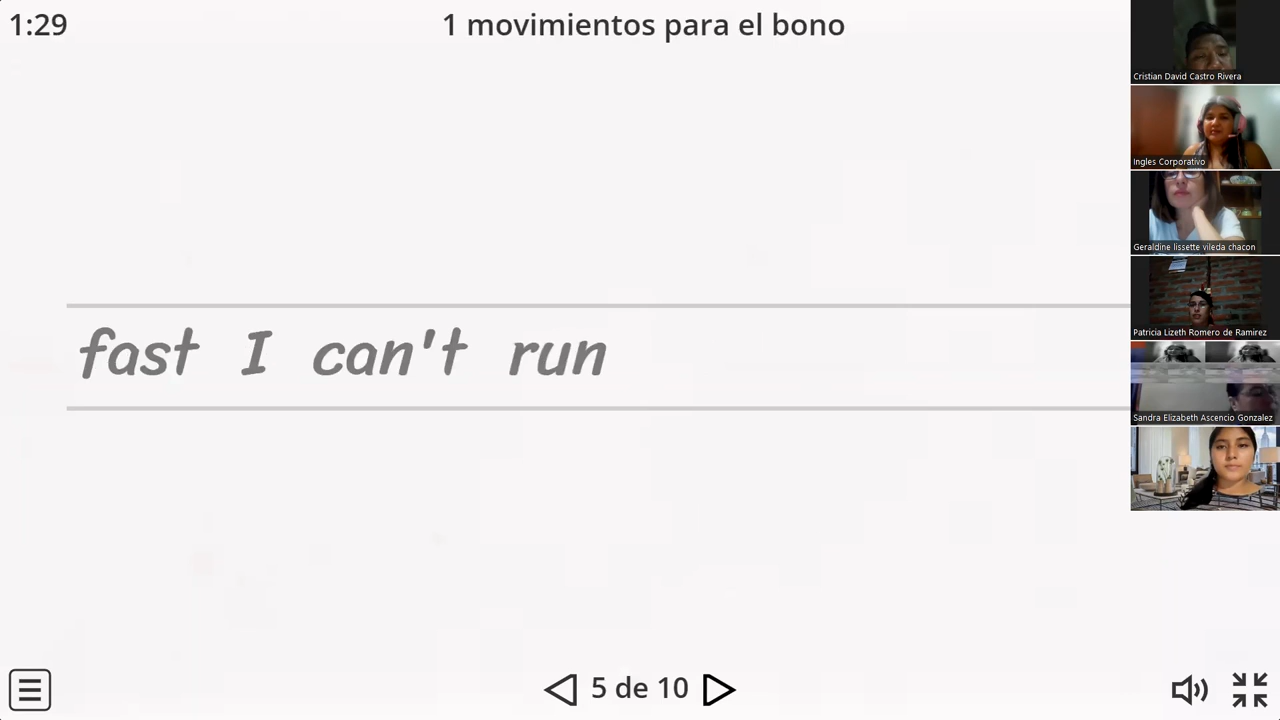 1:29
1 movimientos para el bono
Cristian David Castro Rivera
Ingles Corporativo
Geraldine lissette vileda chacon
Patricia Lizeth Romero de Ramirez
Sandra Elizabeth Ascencio Gonzalez
fast I can't run
5 de 10